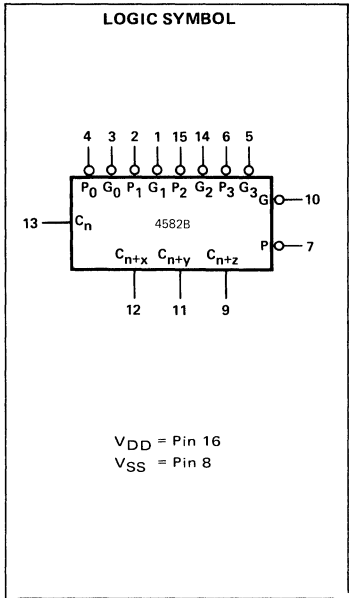 LOGIC SYMBOL
4 3 2 1 15 14 6 5
P0 G0 P1 G1 P2 G2 P3 G3
G 10
13 Cn
4582B
P 7
Cn+x Cn+y Cn+z
12 11 9
VDD = Pin 16
VSS = Pin 8